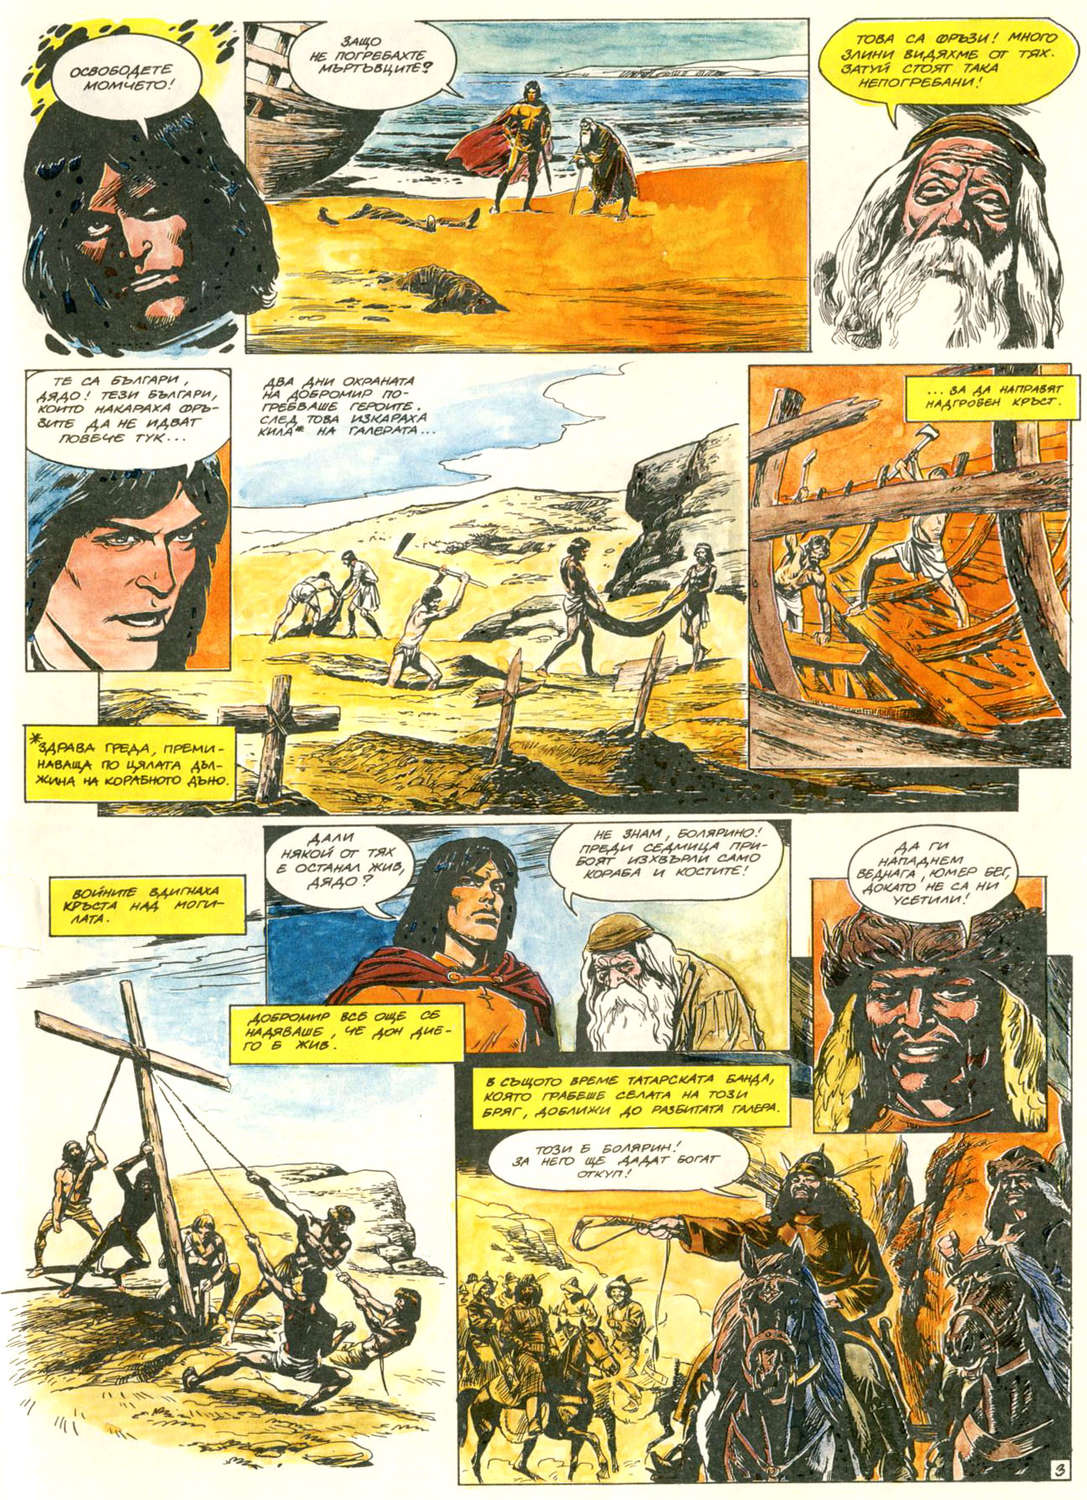 ОСВОБОДЕТЕ
МОМЧЕТО!
ЗАЩО
НЕ ПОГРЕБАХТЕ
МЪРТЪВЦИТЕ?
ТОВА СА ФРЪЗИ! МНОГО
ЗЛИНИ ВИДЯХМЕ ОТ ТЯХ.
ЗАТУЙ СТОЯТ ТАКА
НЕПОГРЕБАНИ!
ТЕ СА БЪЛГАРИ,
ДЯДО! ТЕЗИ БЪЛГАРИ,
КОИТО НАКАРАХА ФРЪ-
ЗИТЕ ДА НЕ ИДВАТ
ПОВЕЧЕ ТУК...
ДВА ДНИ ОХРАНАТА
НА ДОБРОМИР ПО-
ГРЕБВАШЕ ГЕРОИТЕ.
СЛЕД ТОВА ИЗКАРАХА
КИЛА* НА ГАЛЕРАТА...
... ЗА ДА НАПРАВЯТ
НАДГРОБЕН КРЪСТ.
*ЗДРАВА ГРЕДА, ПРЕМИ-
НАВАЩА ПО ЦЯЛАТА ДЪЛ-
ЖИНА НА КОРАБНОТО ДЪНО.
ВОЙНИТЕ ВДИГНАХА
КРЪСТА НАД МОГИ-
ЛАТА.
ДАЛИ
НЯКОЙ ОТ ТЯХ
Е ОСТАНАЛ ЖИВ,
ДЯДО?
НЕ ЗНАМ, БОЛЯРИНО!
ПРЕДИ СЕДМИЦА ПРИ-
БОЯТ ИЗХВЪРЛИ САМО
КОРАБА И КОСТИТЕ!
ДОБРОМИР ВСЕ ОЩЕ СЕ
НАДЯВАШЕ, ЧЕ ДОН ДИЕ-
ГО Е ЖИВ.
ДА ГИ
НАПАДНЕМ
ВЕДНАГА, ЮМЕР БЕГ,
ДОКАТО НЕ СА НИ
УСЕТИЛИ!
В СЪЩОТО ВРЕМЕ ТАТАРСКАТА БАНДА,
КОЯТО ГРАБЕШЕ СЕЛАТА НА ТОЗИ
БРЯГ, ДОБЛИЖИ ДО РАЗБИТАТА ГАЛЕРА.
ТОЗИ Е БОЛЯРИН!
ЗА НЕГО ЩЕ ДАДАТ БОГАТ
ОТКУП!
3